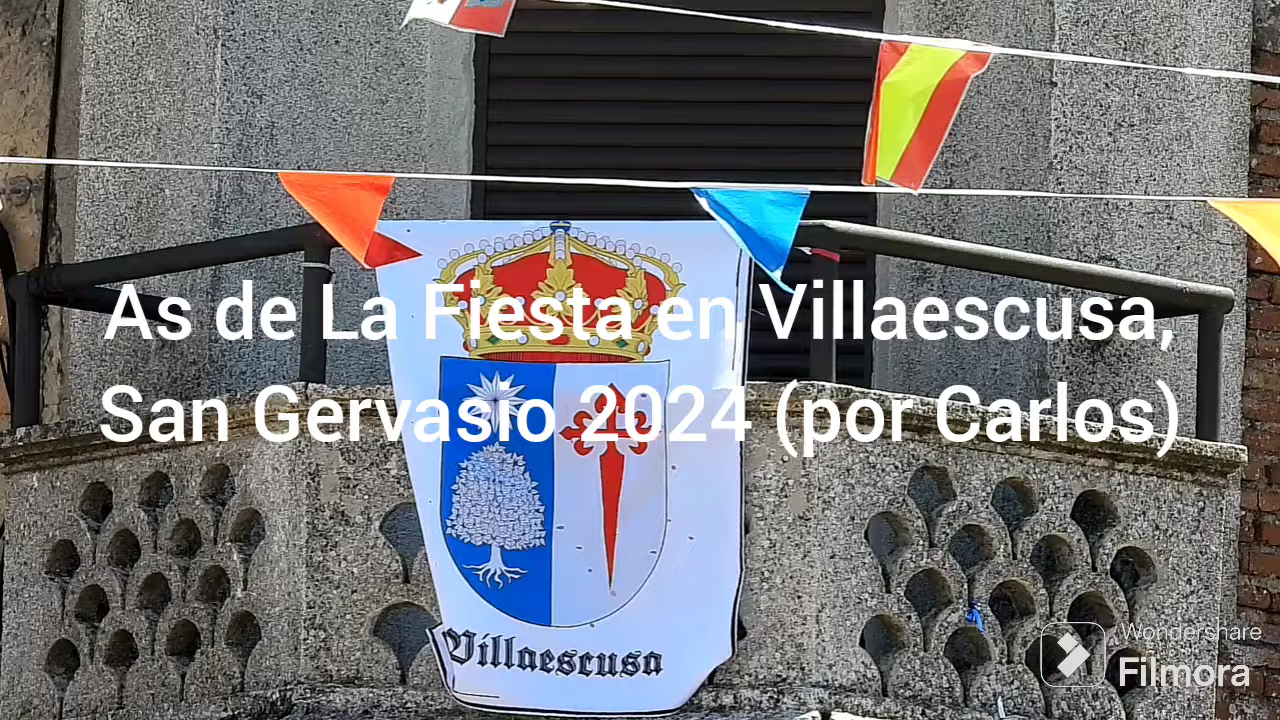 As de La Fiesta en Villaescusa,
San Gervasio 2024 (por Carlos)
Villaescusa
Wondershare
Filmora